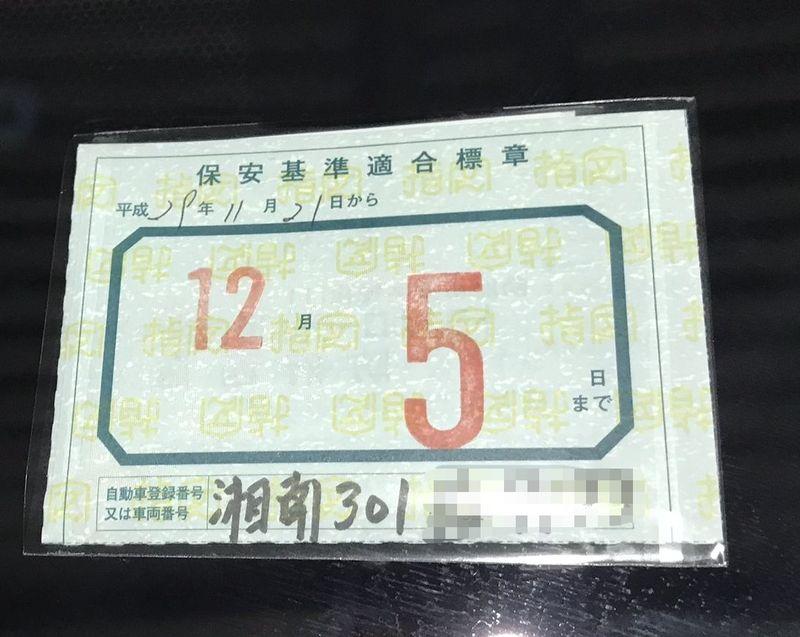 保安基準適合標章
平成29年11月21日から
12月5日まで
自動車登録番号
又は車両番号
湘南301